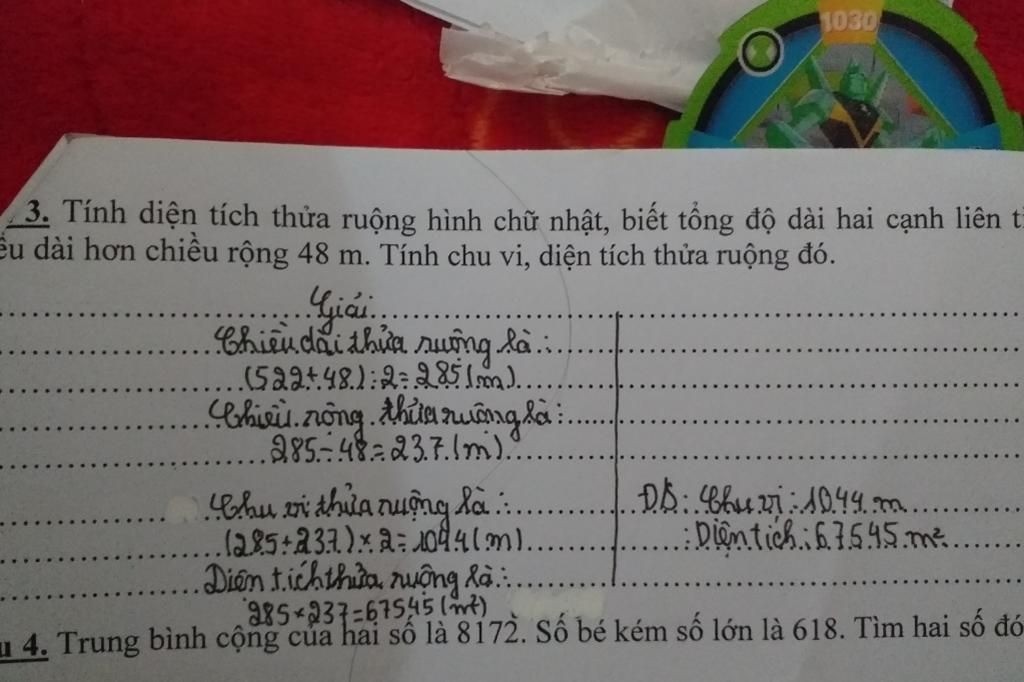 1030
3. Tính diện tích thửa ruộng hình chữ nhật, biết tổng độ dài hai cạnh liên
dài hơn chiều rộng 48 m. Tính chu vi, diện tích thửa ruộng đó.
Giải
Chiều dài thửa ruộng là:
(522+48):2=285(m)
Chiều rộng thửa ruộng là:
285-48=237(m)
Chu vi thửa ruộng là:
(285+237)×2=1044(m)
Diện tích thửa ruộng là:
285×237=67545(m²)
ĐS: Chu vi: 1044 m
: Diện tích: 67545 m²
4. Trung bình cộng của hai số là 8172. Số bé kém số lớn là 618. Tìm hai số đó